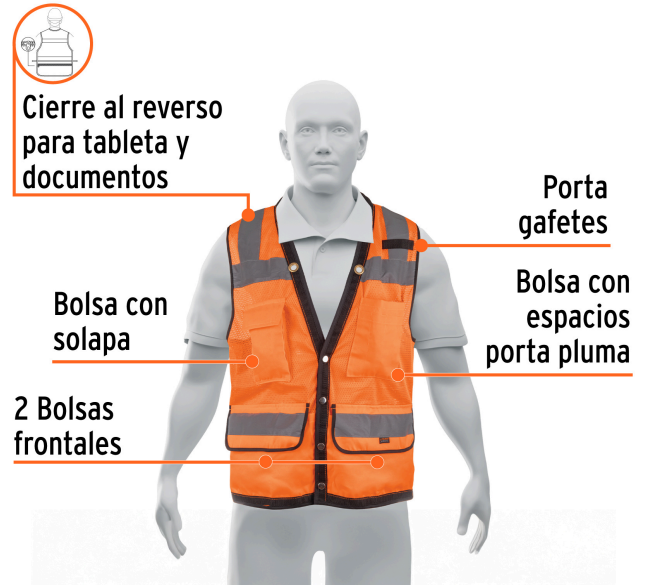 Cierre al reverso
para tableta y
documentos
Porta
gafetes
Bolsa con
espacios
porta pluma
Bolsa con
solapa
2 Bolsas
frontales